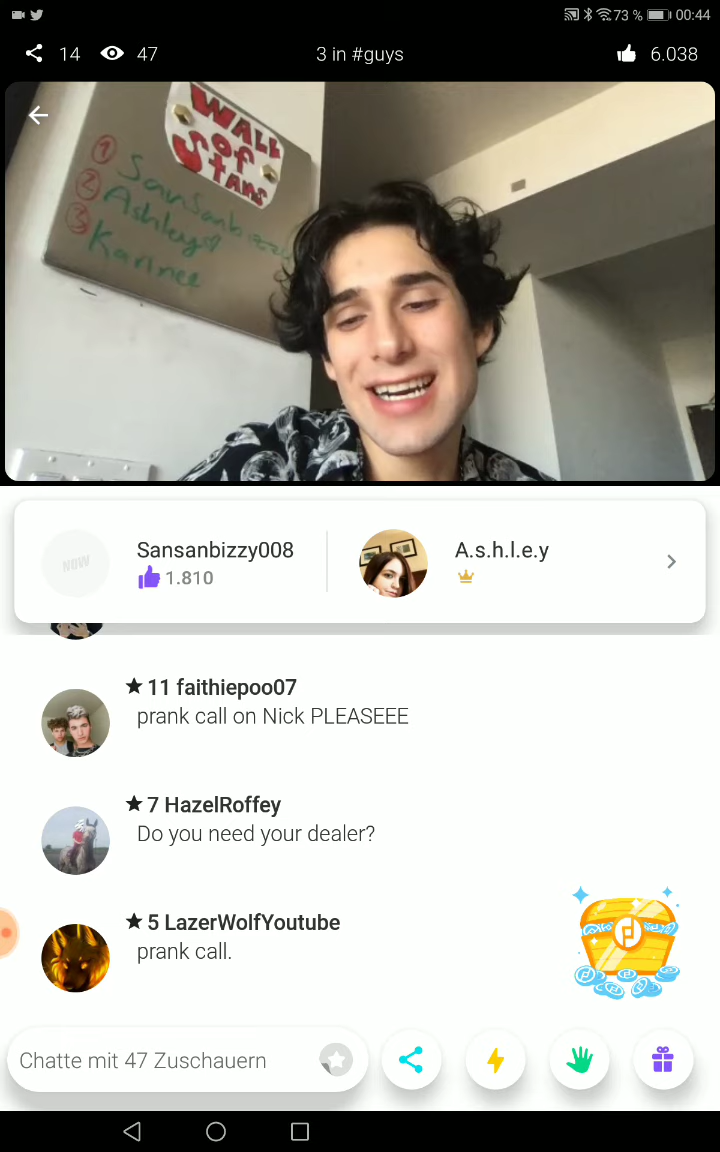 73 % 00:44
14 47 3 in #guys 6.038
WALL
OF
STANS
1 SanSanbizzy
2 Ashley
3 Karinee
NOW
Sansanbizzy008
1.810
A.s.h.l.e.y
11 faithiepoo07
prank call on Nick PLEASEEE
7 HazelRoffey
Do you need your dealer?
5 LazerWolfYoutube
prank call.
Chatte mit 47 Zuschauern